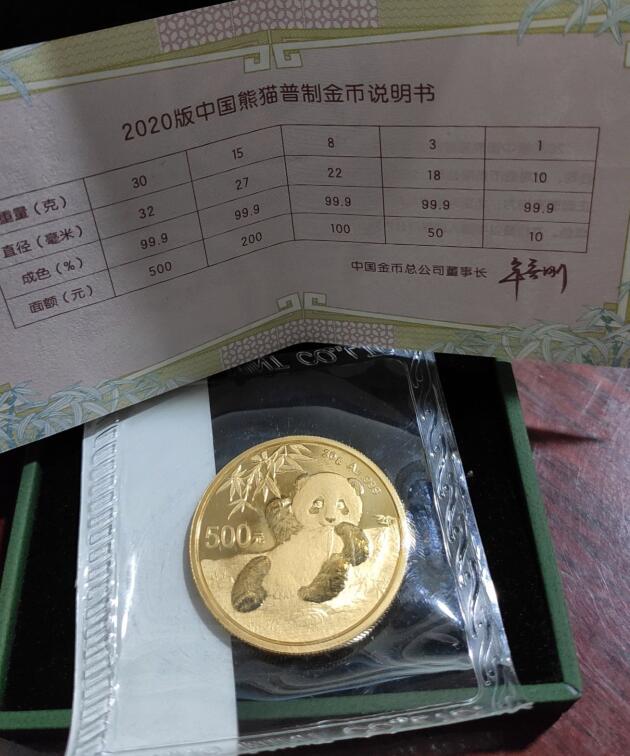 2020版中国熊猫普制金币说明书
重量（克） 30 15 8 3 1
直径（毫米） 32 27 22 18 10
成色（%） 99.9 99.9 99.9 99.9 99.9
面额（元） 500 200 100 50 10
中国金币总公司董事长
MT CO.,LT
30g Au .999
500元